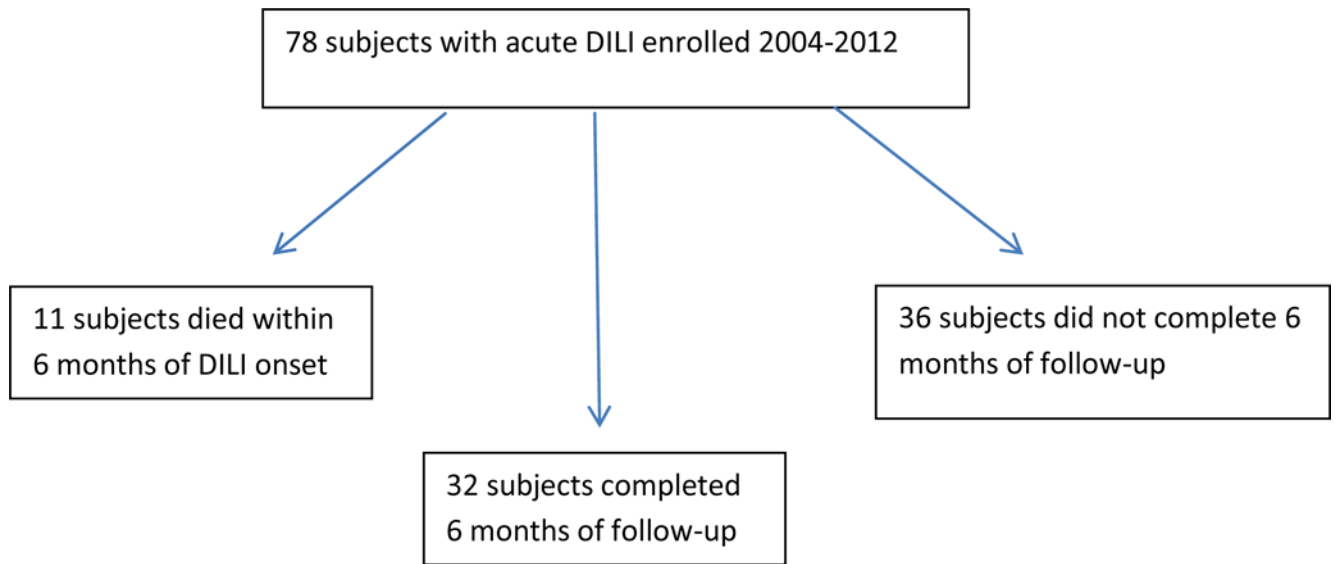 78 subjects with acute DILI enrolled 2004-2012
11 subjects died within
6 months of DILI onset
36 subjects did not complete 6
months of follow-up
32 subjects completed
6 months of follow-up